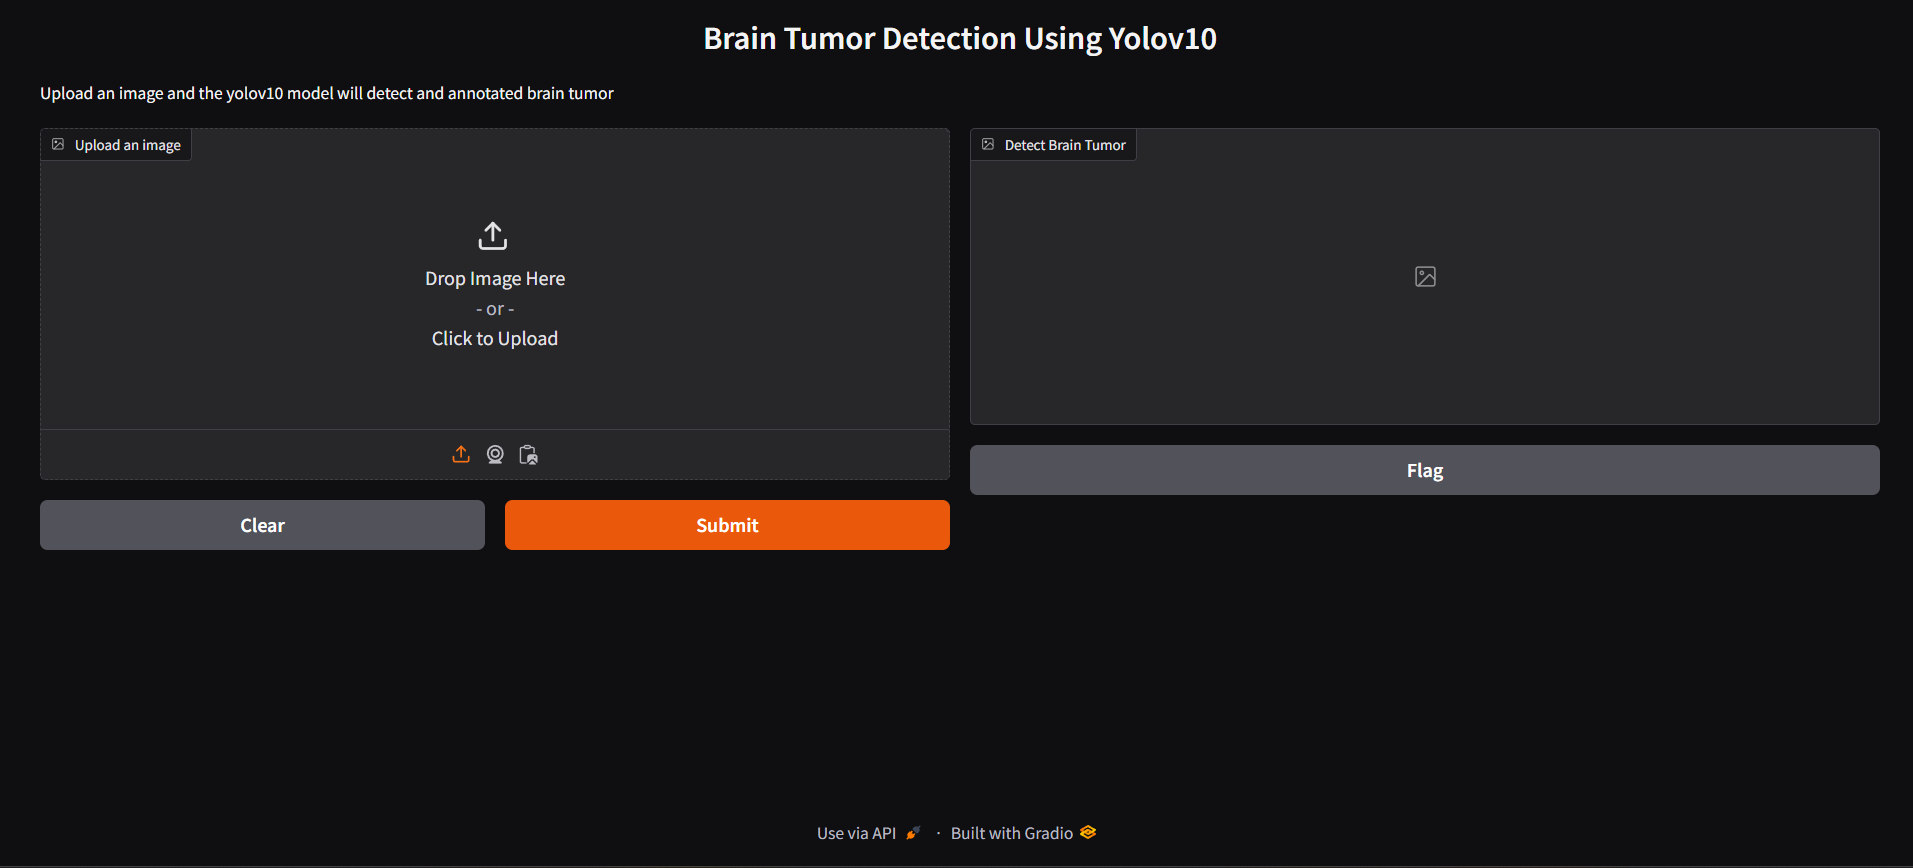 Brain Tumor Detection Using Yolov10
Upload an image and the yolov10 model will detect and annotated brain tumor
Upload an image
Drop Image Here
- or -
Click to Upload
Clear
Submit
Detect Brain Tumor
Flag
Use via API · Built with Gradio